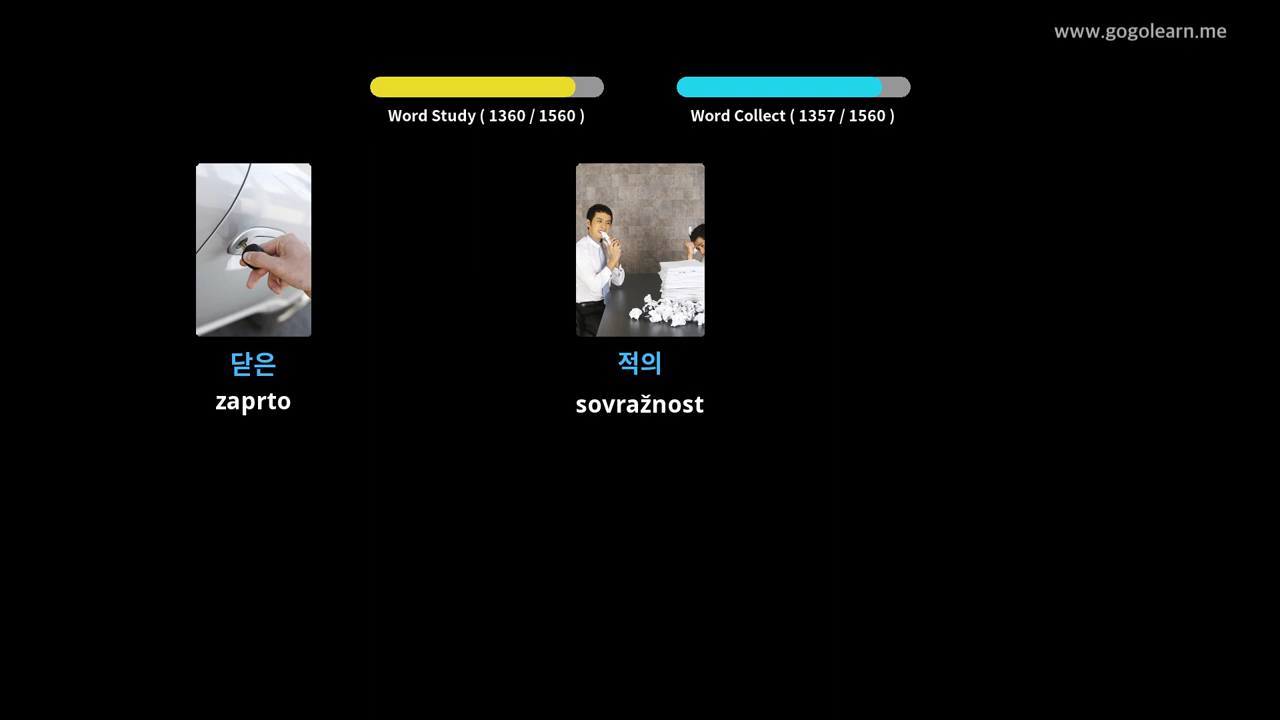 www.gogolearn.me
Word Study ( 1360 / 1560 )
Word Collect ( 1357 / 1560 )
닫은
zaprto
적의
sovražnost